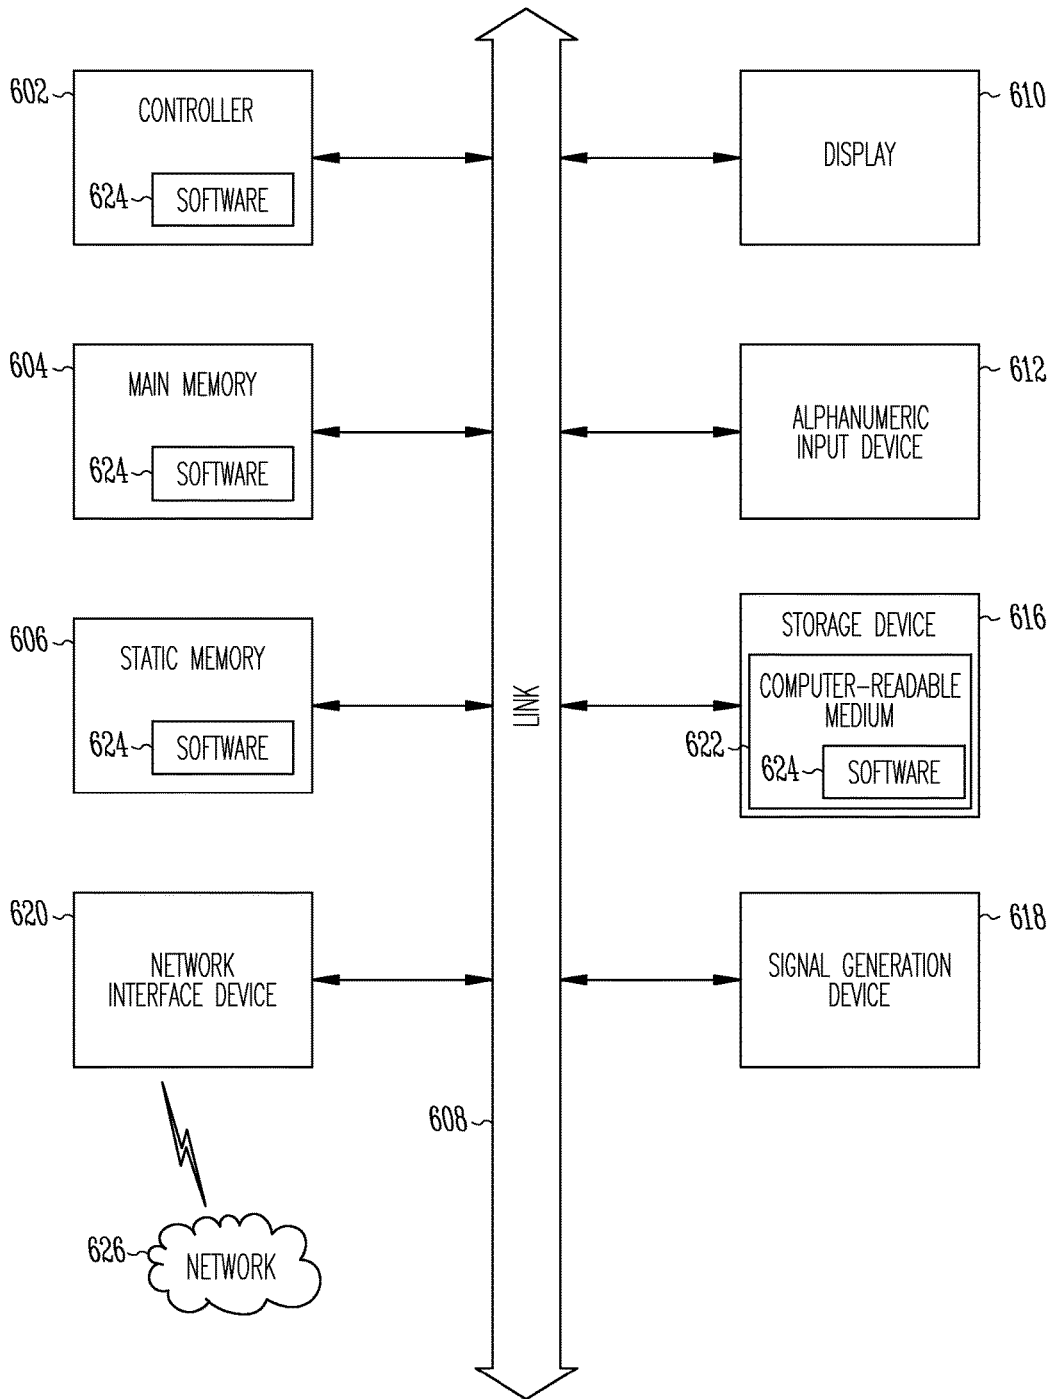 602
CONTROLLER
624
SOFTWARE
610
DISPLAY
604
MAIN MEMORY
624
SOFTWARE
612
ALPHANUMERIC
INPUT DEVICE
606
STATIC MEMORY
624
SOFTWARE
LINK
616
STORAGE DEVICE
COMPUTER-READABLE
MEDIUM
622
624
SOFTWARE
620
NETWORK
INTERFACE DEVICE
618
SIGNAL GENERATION
DEVICE
608
626
NETWORK